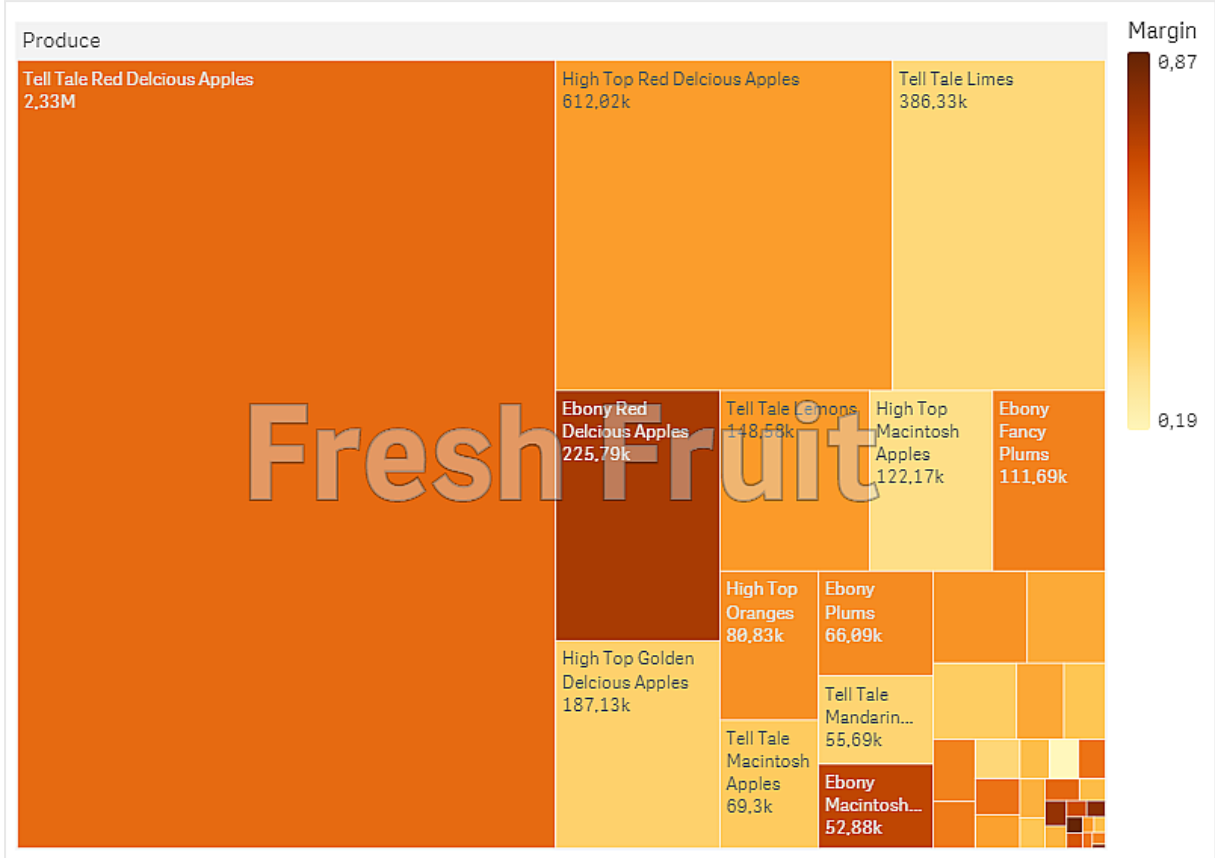 Produce
Margin
0,87
0,19
Tell Tale Red Delcious Apples
2,33M
High Top Red Delcious Apples
612,02k
Tell Tale Limes
386,33k
Ebony Red
Delcious Apples
225,79k
Tell Tale Lemons
148,58k
High Top
Macintosh
Apples
122,17k
Ebony
Fancy
Plums
111,69k
Fresh Fruit
High Top Golden
Delcious Apples
187,13k
High Top
Oranges
80,83k
Ebony
Plums
66,09k
Tell Tale
Macintosh
Apples
69,3k
Tell Tale
Mandarin...
55,69k
Ebony
Macintosh...
52,88k